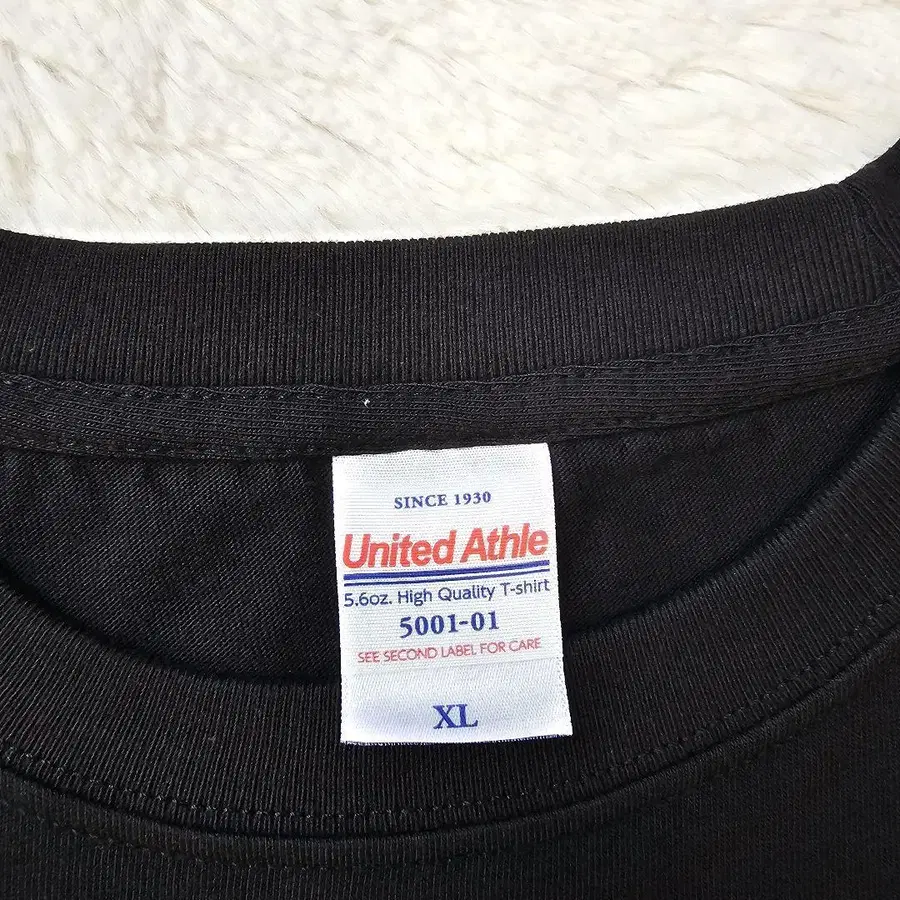 SINCE 1930
United Athle
5.6oz. High Quality T-shirt
5001-01
SEE SECOND LABEL FOR CARE
XL